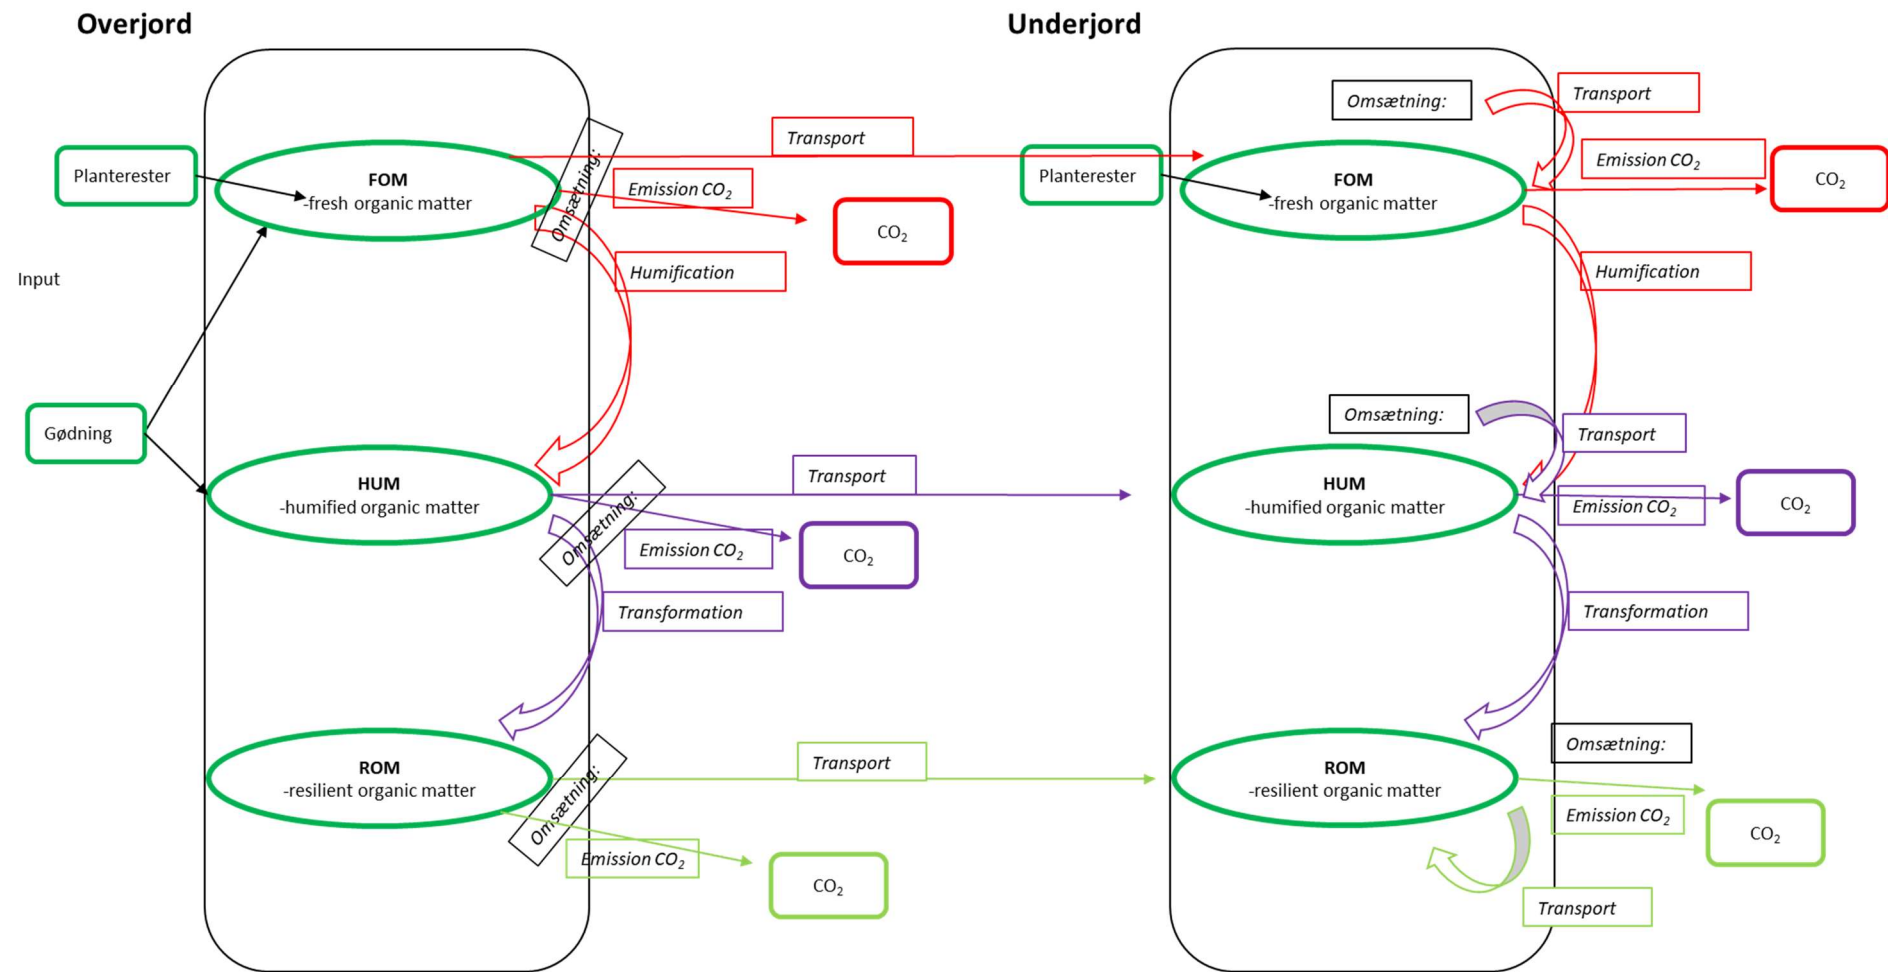 Overjord
Underjord
Omsætning:
Transport
Transport
Planterester
FOM
-fresh organic matter
Omsætning:
Emission CO₂
CO₂
Planterester
FOM
-fresh organic matter
Emission CO₂
CO₂
Input
Humification
Humification
Gødning
Omsætning:
Transport
HUM
-humified organic matter
Omsætning:
Transport
Emission CO₂
CO₂
HUM
-humified organic matter
Emission CO₂
CO₂
Transformation
Transformation
ROM
-resilient organic matter
Omsætning:
Transport
Emission CO₂
CO₂
ROM
-resilient organic matter
Omsætning:
Emission CO₂
CO₂
Transport